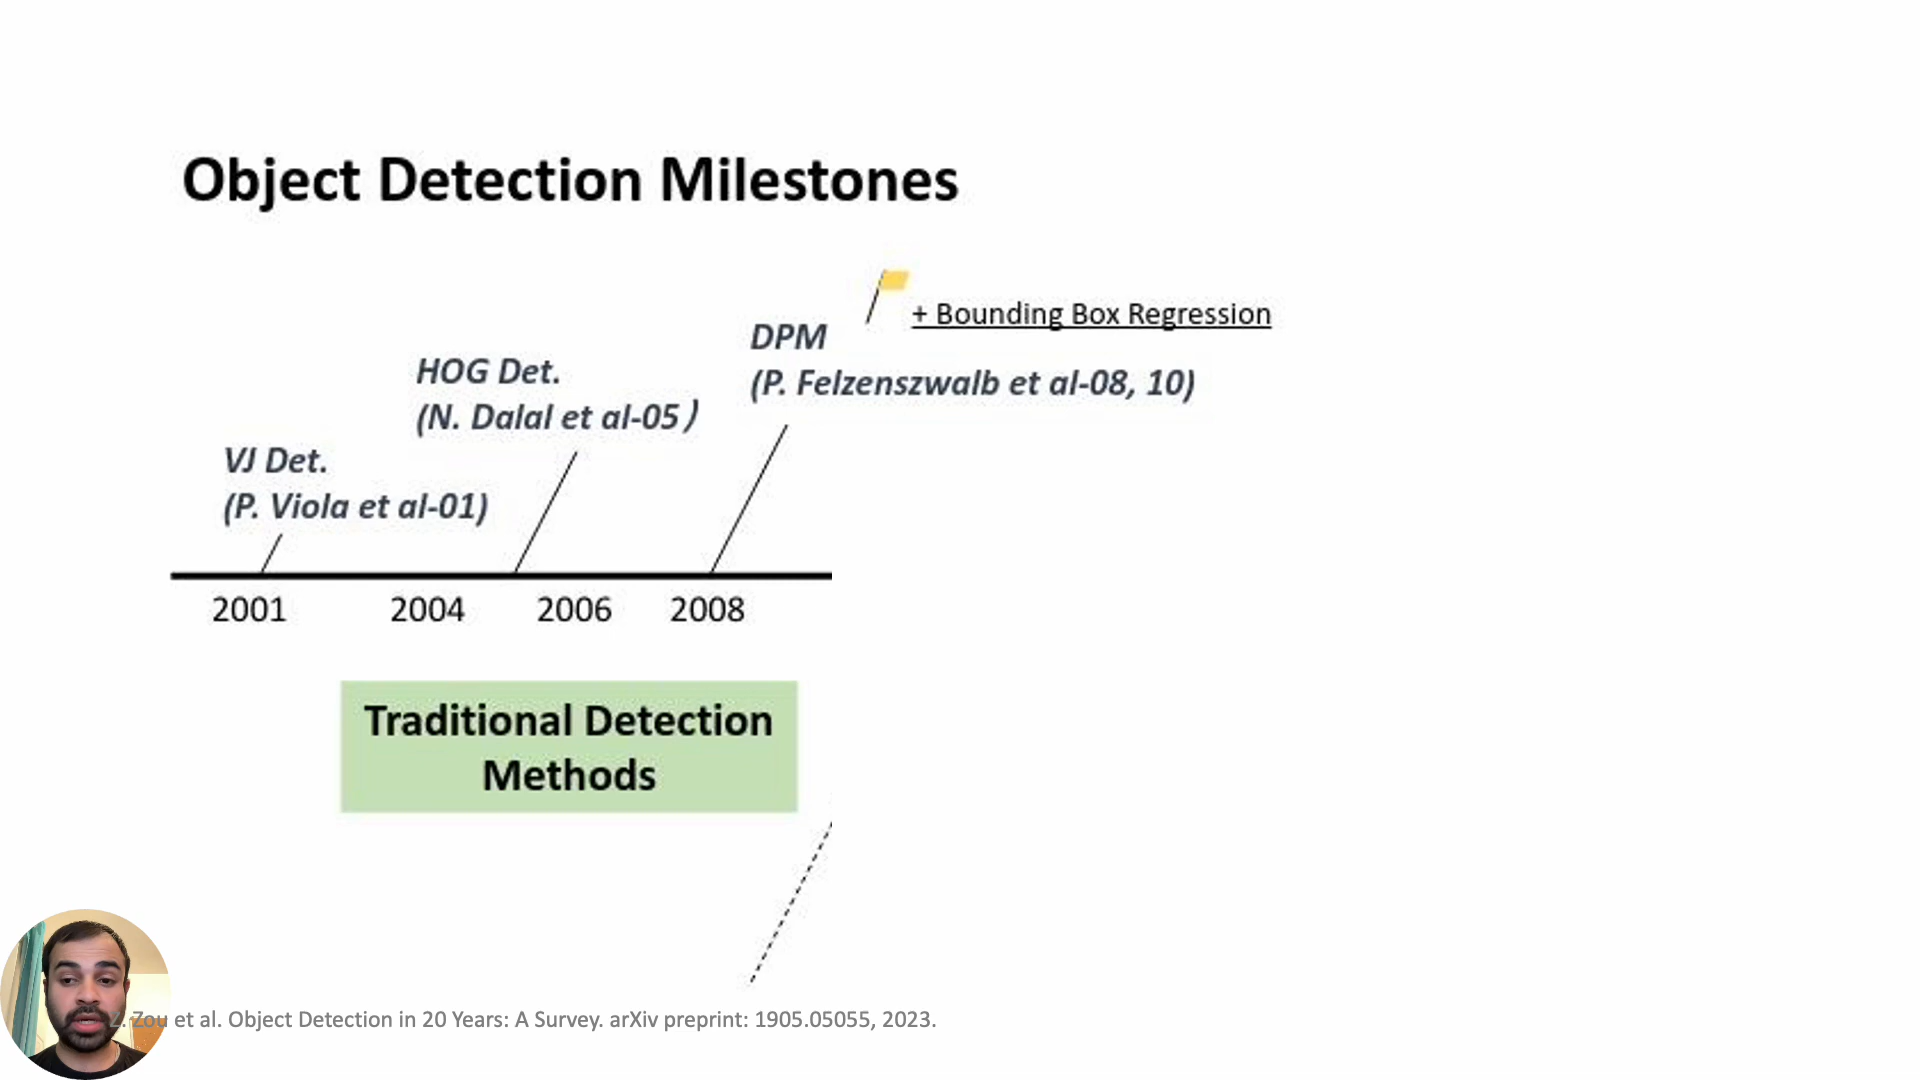 Object Detection Milestones
+ Bounding Box Regression
DPM
(P. Felzenszwalb et al-08, 10)
HOG Det.
(N. Dalal et al-05)
VJ Det.
(P. Viola et al-01)
2001 2004 2006 2008
Traditional Detection
Methods
Zou et al. Object Detection in 20 Years: A Survey. arXiv preprint: 1905.05055, 2023.